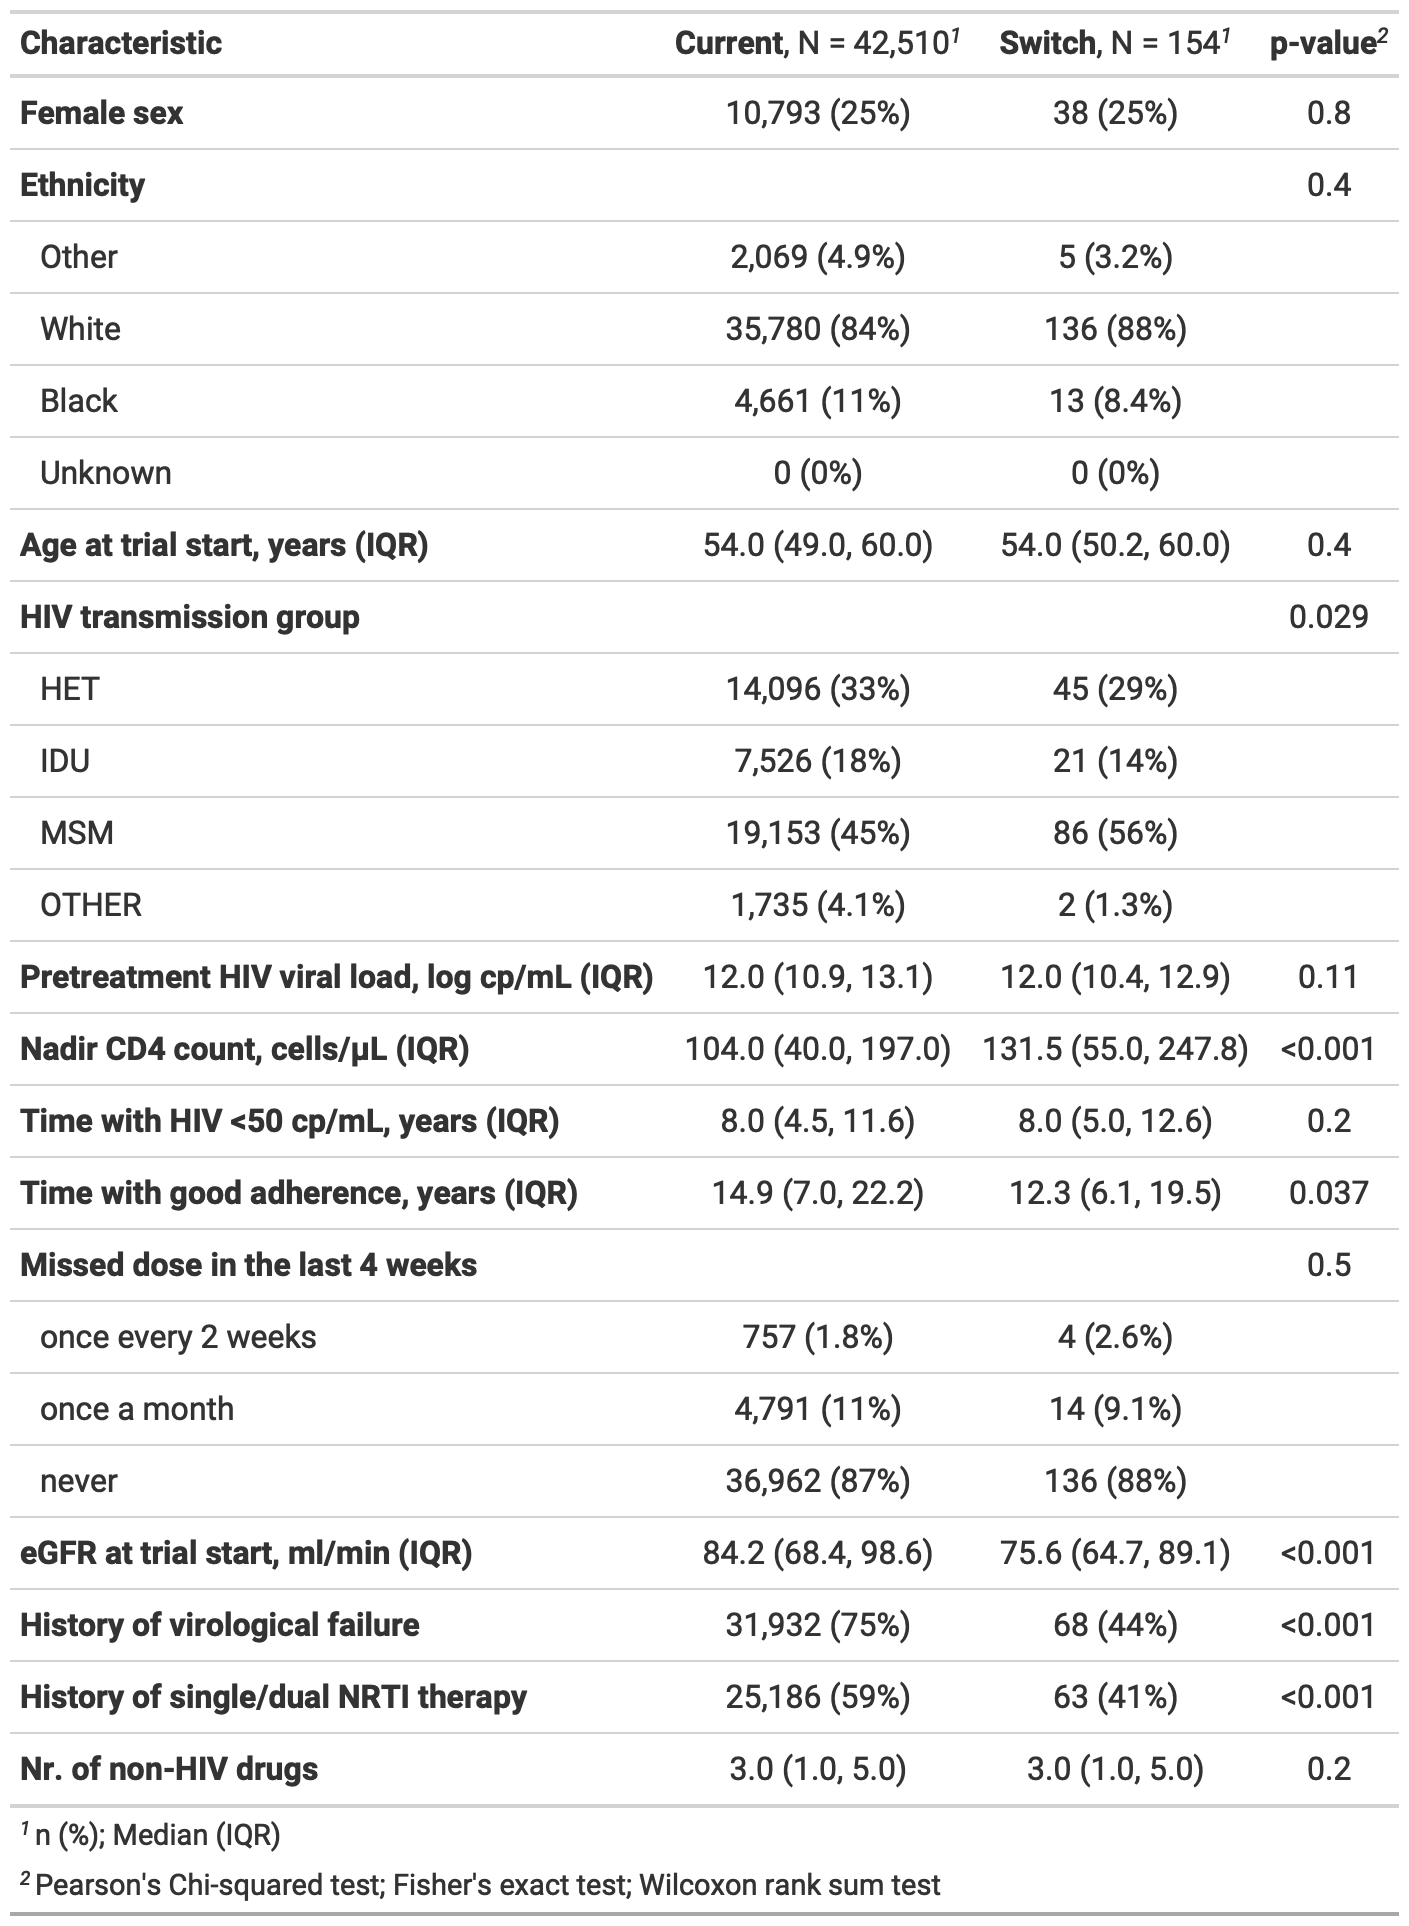 Characteristic Current, N = 42,510¹ Switch, N = 154¹ p-value²
Female sex 10,793 (25%) 38 (25%) 0.8
Ethnicity 0.4
Other 2,069 (4.9%) 5 (3.2%)
White 35,780 (84%) 136 (88%)
Black 4,661 (11%) 13 (8.4%)
Unknown 0 (0%) 0 (0%)
Age at trial start, years (IQR) 54.0 (49.0, 60.0) 54.0 (50.2, 60.0) 0.4
HIV transmission group 0.029
HET 14,096 (33%) 45 (29%)
IDU 7,526 (18%) 21 (14%)
MSM 19,153 (45%) 86 (56%)
OTHER 1,735 (4.1%) 2 (1.3%)
Pretreatment HIV viral load, log cp/mL (IQR) 12.0 (10.9, 13.1) 12.0 (10.4, 12.9) 0.11
Nadir CD4 count, cells/μL (IQR) 104.0 (40.0, 197.0) 131.5 (55.0, 247.8) <0.001
Time with HIV <50 cp/mL, years (IQR) 8.0 (4.5, 11.6) 8.0 (5.0, 12.6) 0.2
Time with good adherence, years (IQR) 14.9 (7.0, 22.2) 12.3 (6.1, 19.5) 0.037
Missed dose in the last 4 weeks 0.5
once every 2 weeks 757 (1.8%) 4 (2.6%)
once a month 4,791 (11%) 14 (9.1%)
never 36,962 (87%) 136 (88%)
eGFR at trial start, ml/min (IQR) 84.2 (68.4, 98.6) 75.6 (64.7, 89.1) <0.001
History of virological failure 31,932 (75%) 68 (44%) <0.001
History of single/dual NRTI therapy 25,186 (59%) 63 (41%) <0.001
Nr. of non-HIV drugs 3.0 (1.0, 5.0) 3.0 (1.0, 5.0) 0.2
¹ n (%); Median (IQR)
² Pearson's Chi-squared test; Fisher's exact test; Wilcoxon rank sum test